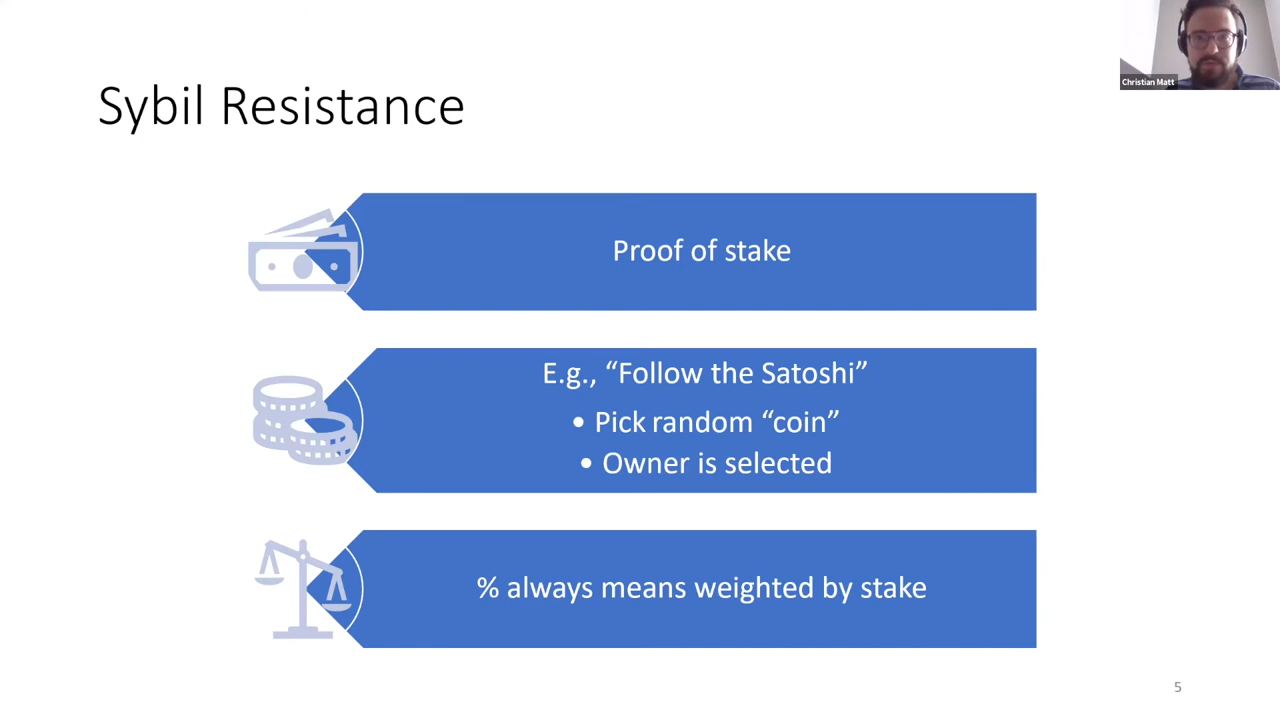 Christian Matt
Sybil Resistance
Proof of stake
E.g., “Follow the Satoshi”
• Pick random “coin”
• Owner is selected
% always means weighted by stake
5